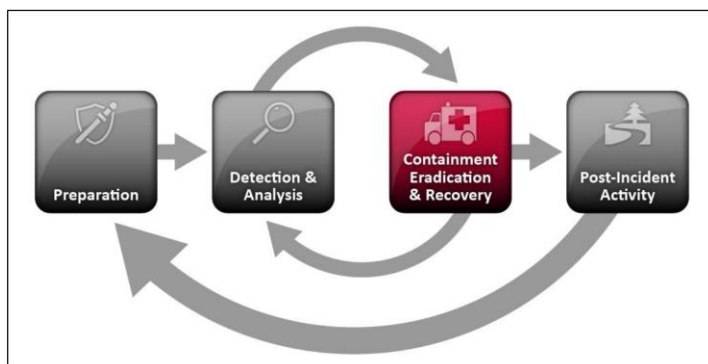 Preparation
Detection &
Analysis
Containment
Eradication
& Recovery
Post-Incident
Activity